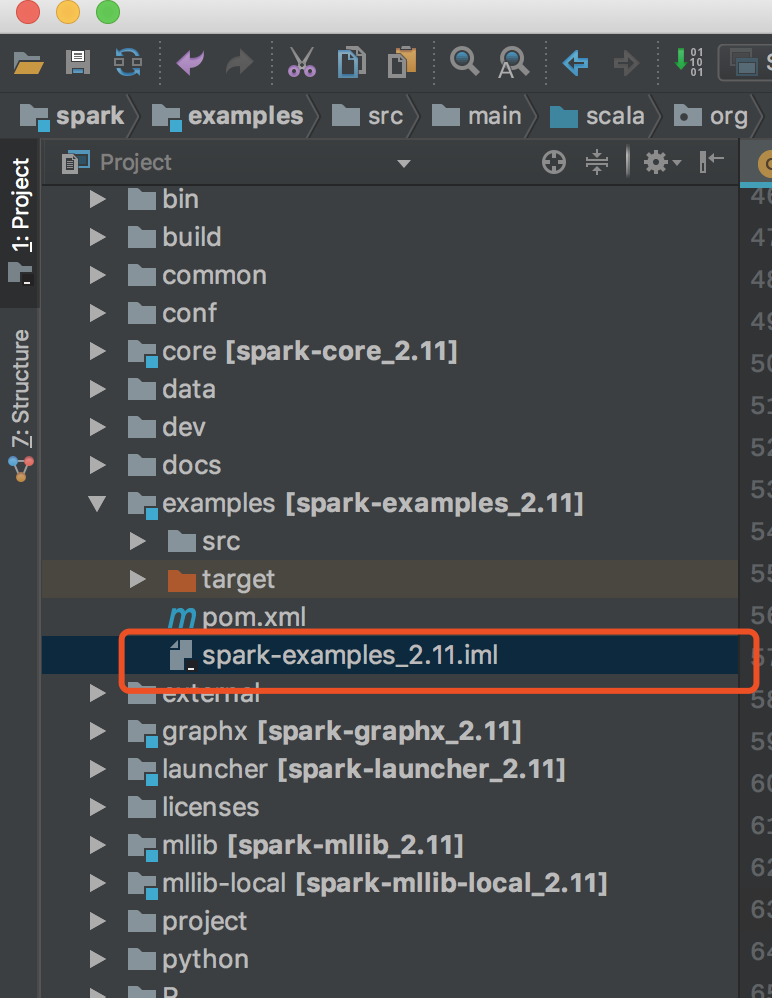 spark examples src main scala org
1: Project
7: Structure
Project
bin
build
common
conf
core [spark-core_2.11]
data
dev
docs
examples [spark-examples_2.11]
src
target
pom.xml
spark-examples_2.11.iml
external
graphx [spark-graphx_2.11]
launcher [spark-launcher_2.11]
licenses
mllib [spark-mllib_2.11]
mllib-local [spark-mllib-local_2.11]
project
python
R
46
47
48
49
50
51
52
53
54
55
56
57
58
59
60
61
62
63
64
65